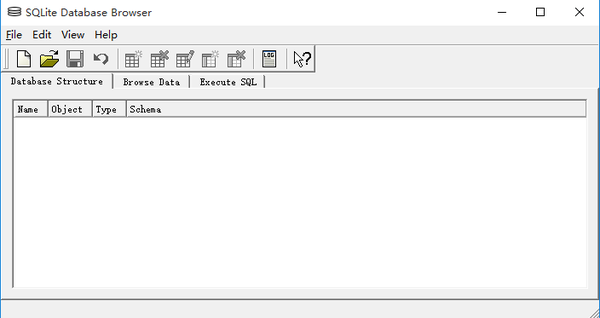 SQLite Database Browser
File Edit View Help
LOG
Database Structure Browse Data Execute SQL
Name Object Type Schema